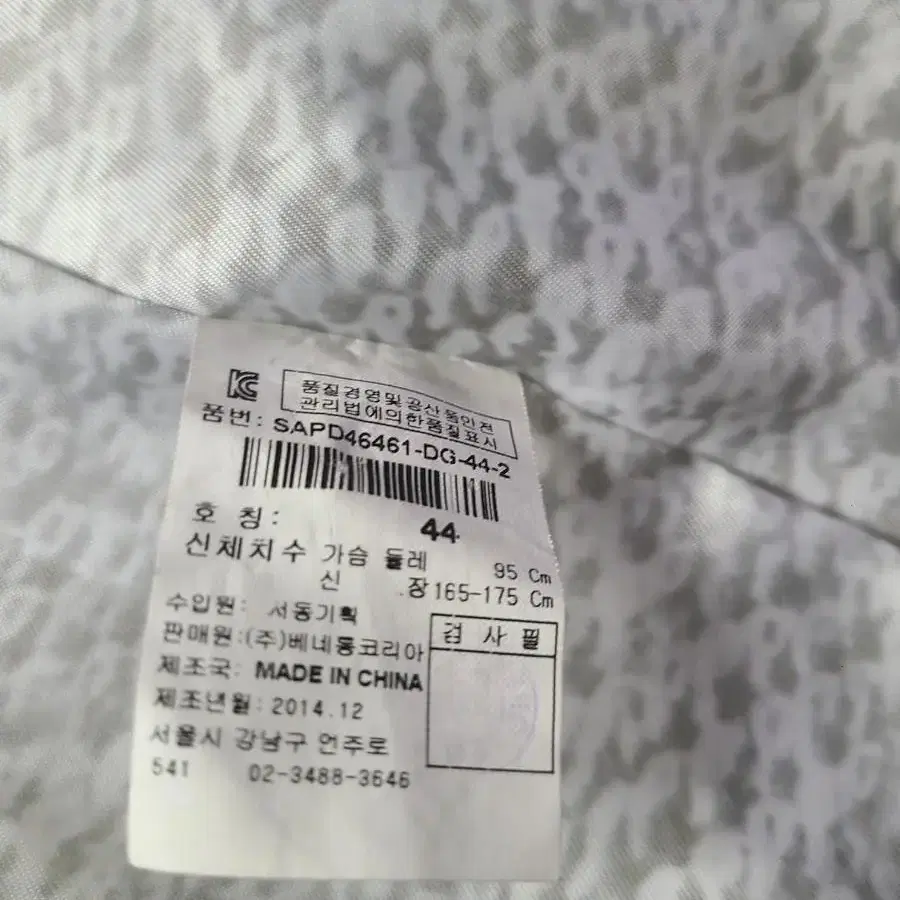 KC
품질경영및공산품안전
관리법에의한품질표시
품번: SAPD46461-DG-44-2
호 칭: 44
신체치수 가슴 둘레 95 Cm
신 장 165-175 Cm
수입원: 서동기획
판매원:(주)베네통코리아
제조국: MADE IN CHINA
제조년월: 2014.12
서울시 강남구 언주로
541 02-3488-3646
검 사 필